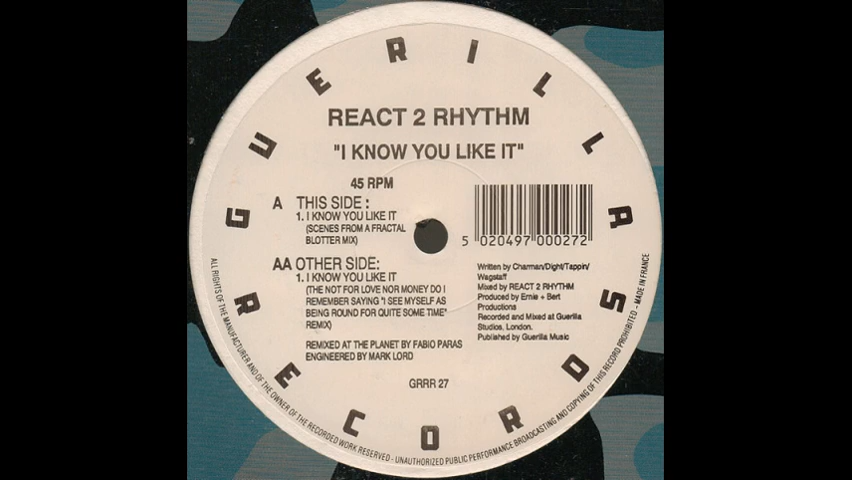 GUERILLA
RECORDS
REACT 2 RHYTHM
"I KNOW YOU LIKE IT"
45 RPM
A THIS SIDE :
1. I KNOW YOU LIKE IT
(SCENES FROM A FRACTAL
BLOTTER MIX)
AA OTHER SIDE:
1. I KNOW YOU LIKE IT
(THE NOT FOR LOVE NOR MONEY DO I
REMEMBER SAYING "I SEE MYSELF AS
BEING ROUND FOR QUITE SOME TIME"
REMIX)
REMIXED AT THE PLANET BY FABIO PARAS
ENGINEERED BY MARK LORD
5 020497 000272
Written by Charman/Dight/Tappin/
Wagstaff
Mixed by REACT 2 RHYTHM
Produced by Ernie + Bert
Productions
Recorded and Mixed at Guerilla
Studios, London.
Published by Guerilla Music
GRRR 27
ALL RIGHTS OF THE MANUFACTURER AND OF THE OWNER OF THE RECORDED WORK RESERVED - UNAUTHORIZED PUBLIC PERFORMANCE BROADCASTING AND COPYING OF THIS RECORD PROHIBITED - MADE IN FRANCE